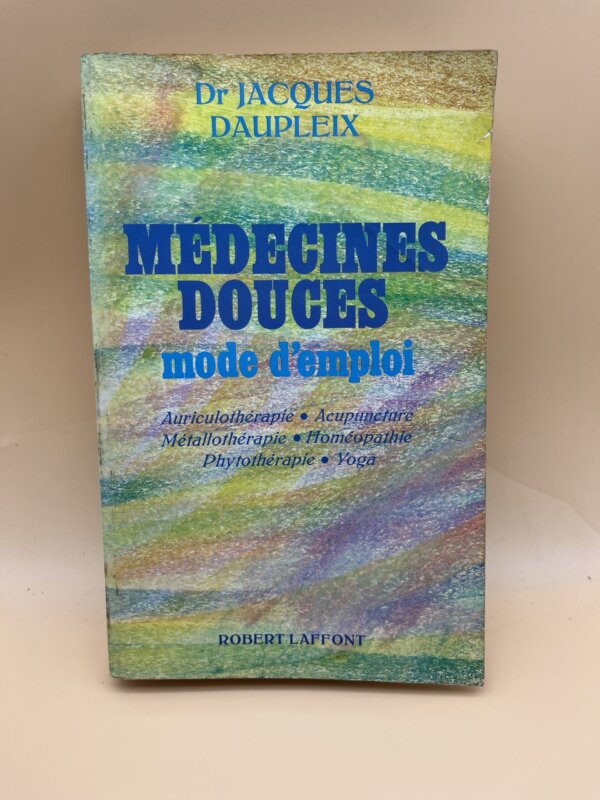 Dr JACQUES
DAUPLEIX
MÉDECINES
DOUCES
mode d'emploi
Auriculothérapie • Acupuncture
Métallothérapie • Homéopathie
Phytothérapie • Yoga
ROBERT LAFFONT